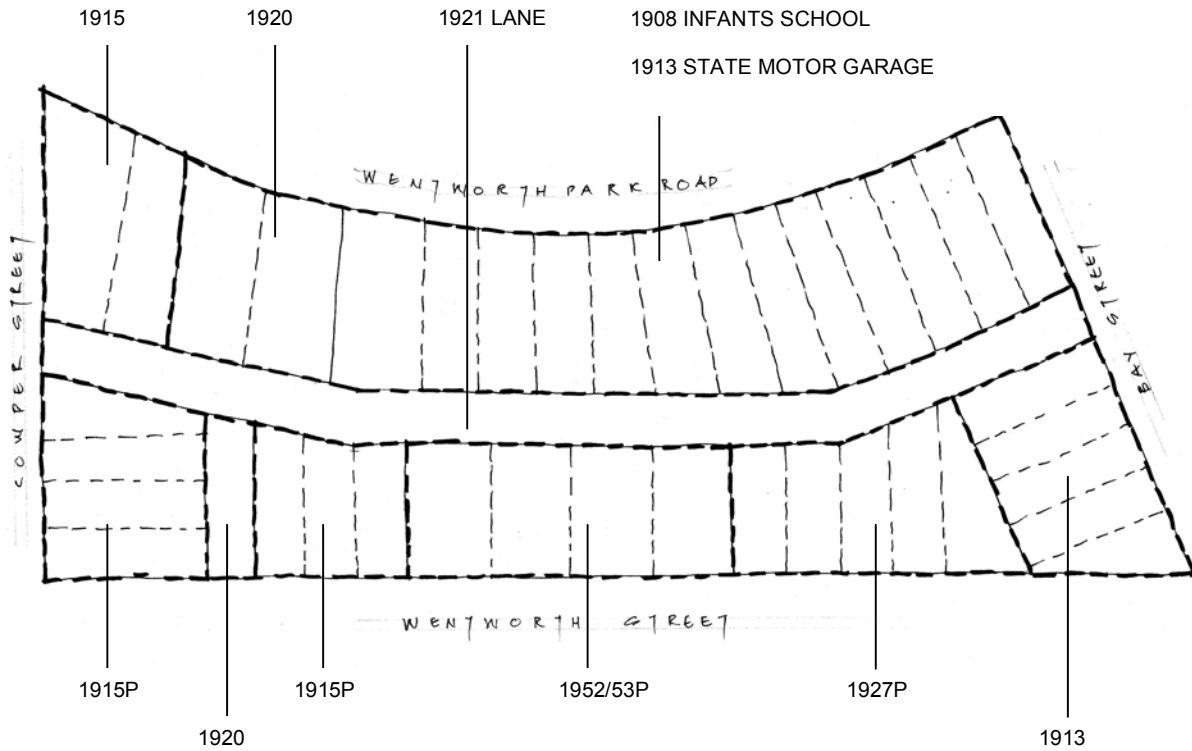 1915 1920 1921 LANE 1908 INFANTS SCHOOL
1913 STATE MOTOR GARAGE
WENTWORTH PARK ROAD
COWPER STREET
BAY STREET
WENTWORTH STREET
1915P 1915P 1952/53P 1927P
1920 1913